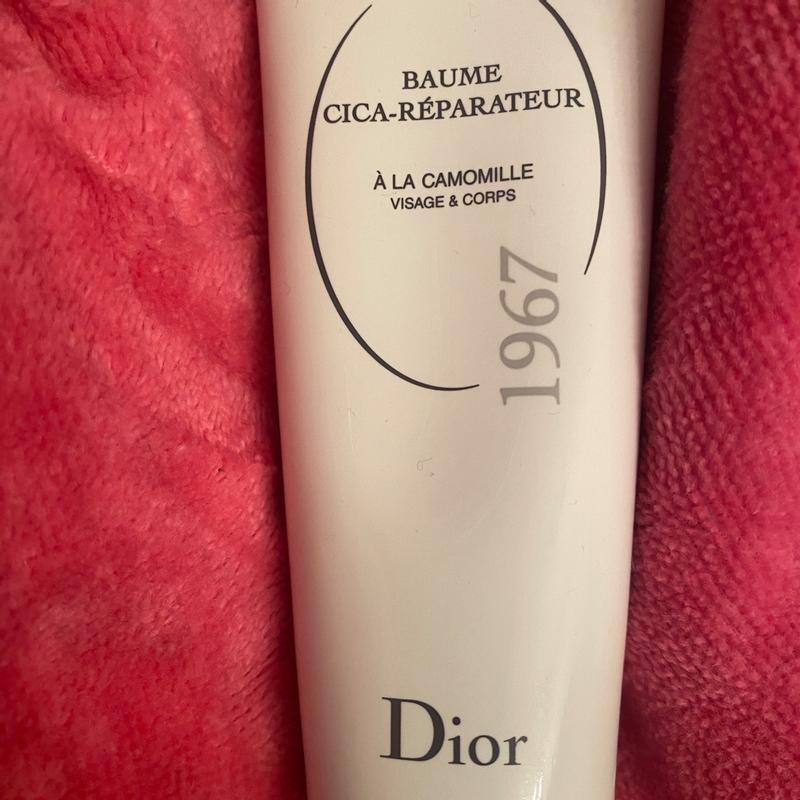 BAUME
CICA-RÉPARATEUR
À LA CAMOMILLE
VISAGE & CORPS
1967
Dior